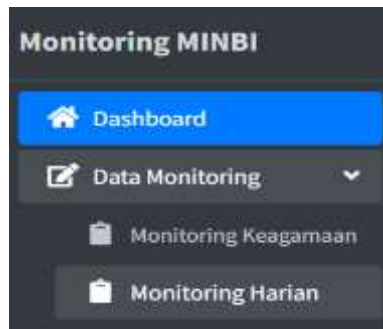 Monitoring MINBI
Dashboard
Data Monitoring
Monitoring Keagamaan
Monitoring Harian